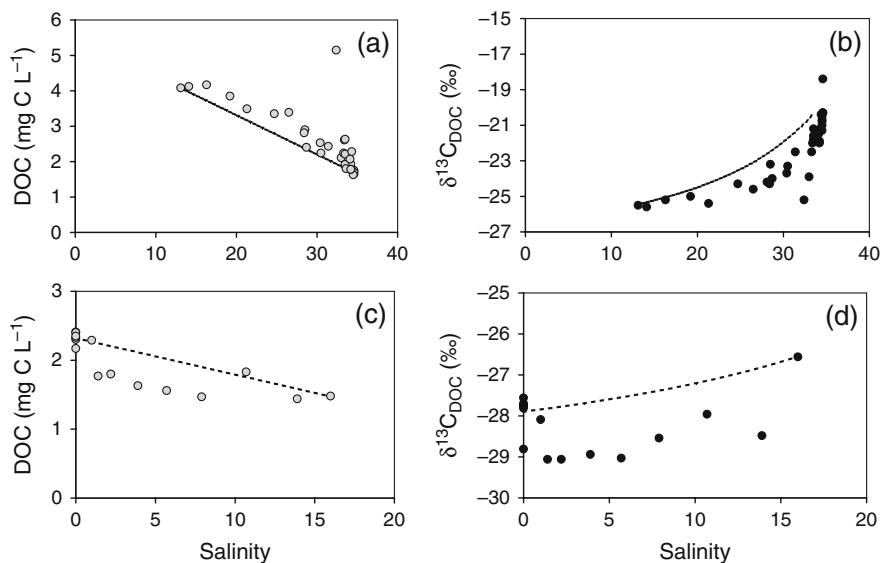 (a)
DOC (mg C L⁻¹)
6
5
4
3
2
1
0
0 10 20 30 40
(b)
δ¹³C_DOC (‰)
−15
−17
−19
−21
−23
−25
−27
0 10 20 30 40
(c)
DOC (mg C L⁻¹)
3
2
1
0
0 5 10 15 20
Salinity
(d)
δ¹³C_DOC (‰)
−25
−26
−27
−28
−29
−30
0 5 10 15 20
Salinity